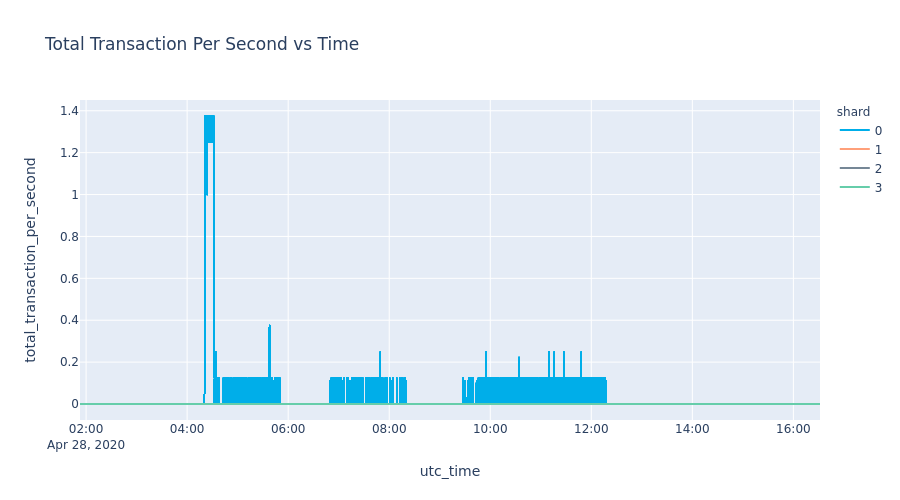 Total Transaction Per Second vs Time
shard
0
1
2
3
1.4
1.2
1
0.8
0.6
0.4
0.2
0
total_transaction_per_second
02:00 04:00 06:00 08:00 10:00 12:00 14:00 16:00
Apr 28, 2020
utc_time